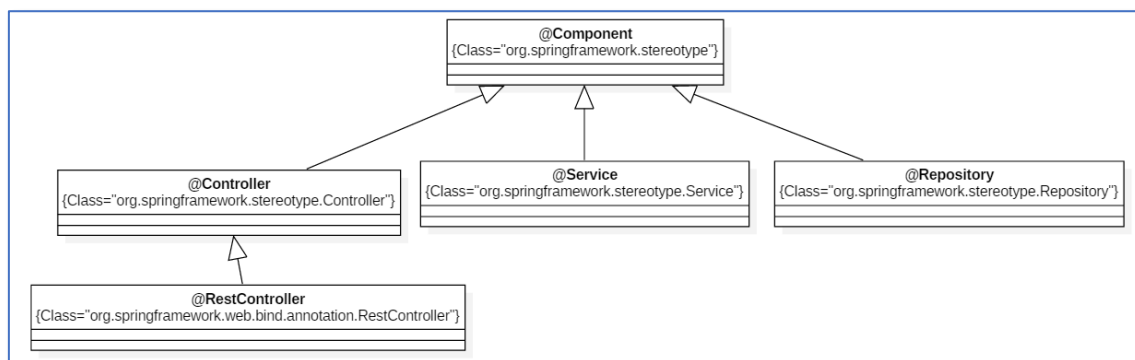 @Component
{Class="org.springframework.stereotype"}
@Controller
{Class="org.springframework.stereotype.Controller"}
@Service
{Class="org.springframework.stereotype.Service"}
@Repository
{Class="org.springframework.stereotype.Repository"}
@RestController
{Class="org.springframework.web.bind.annotation.RestController"}